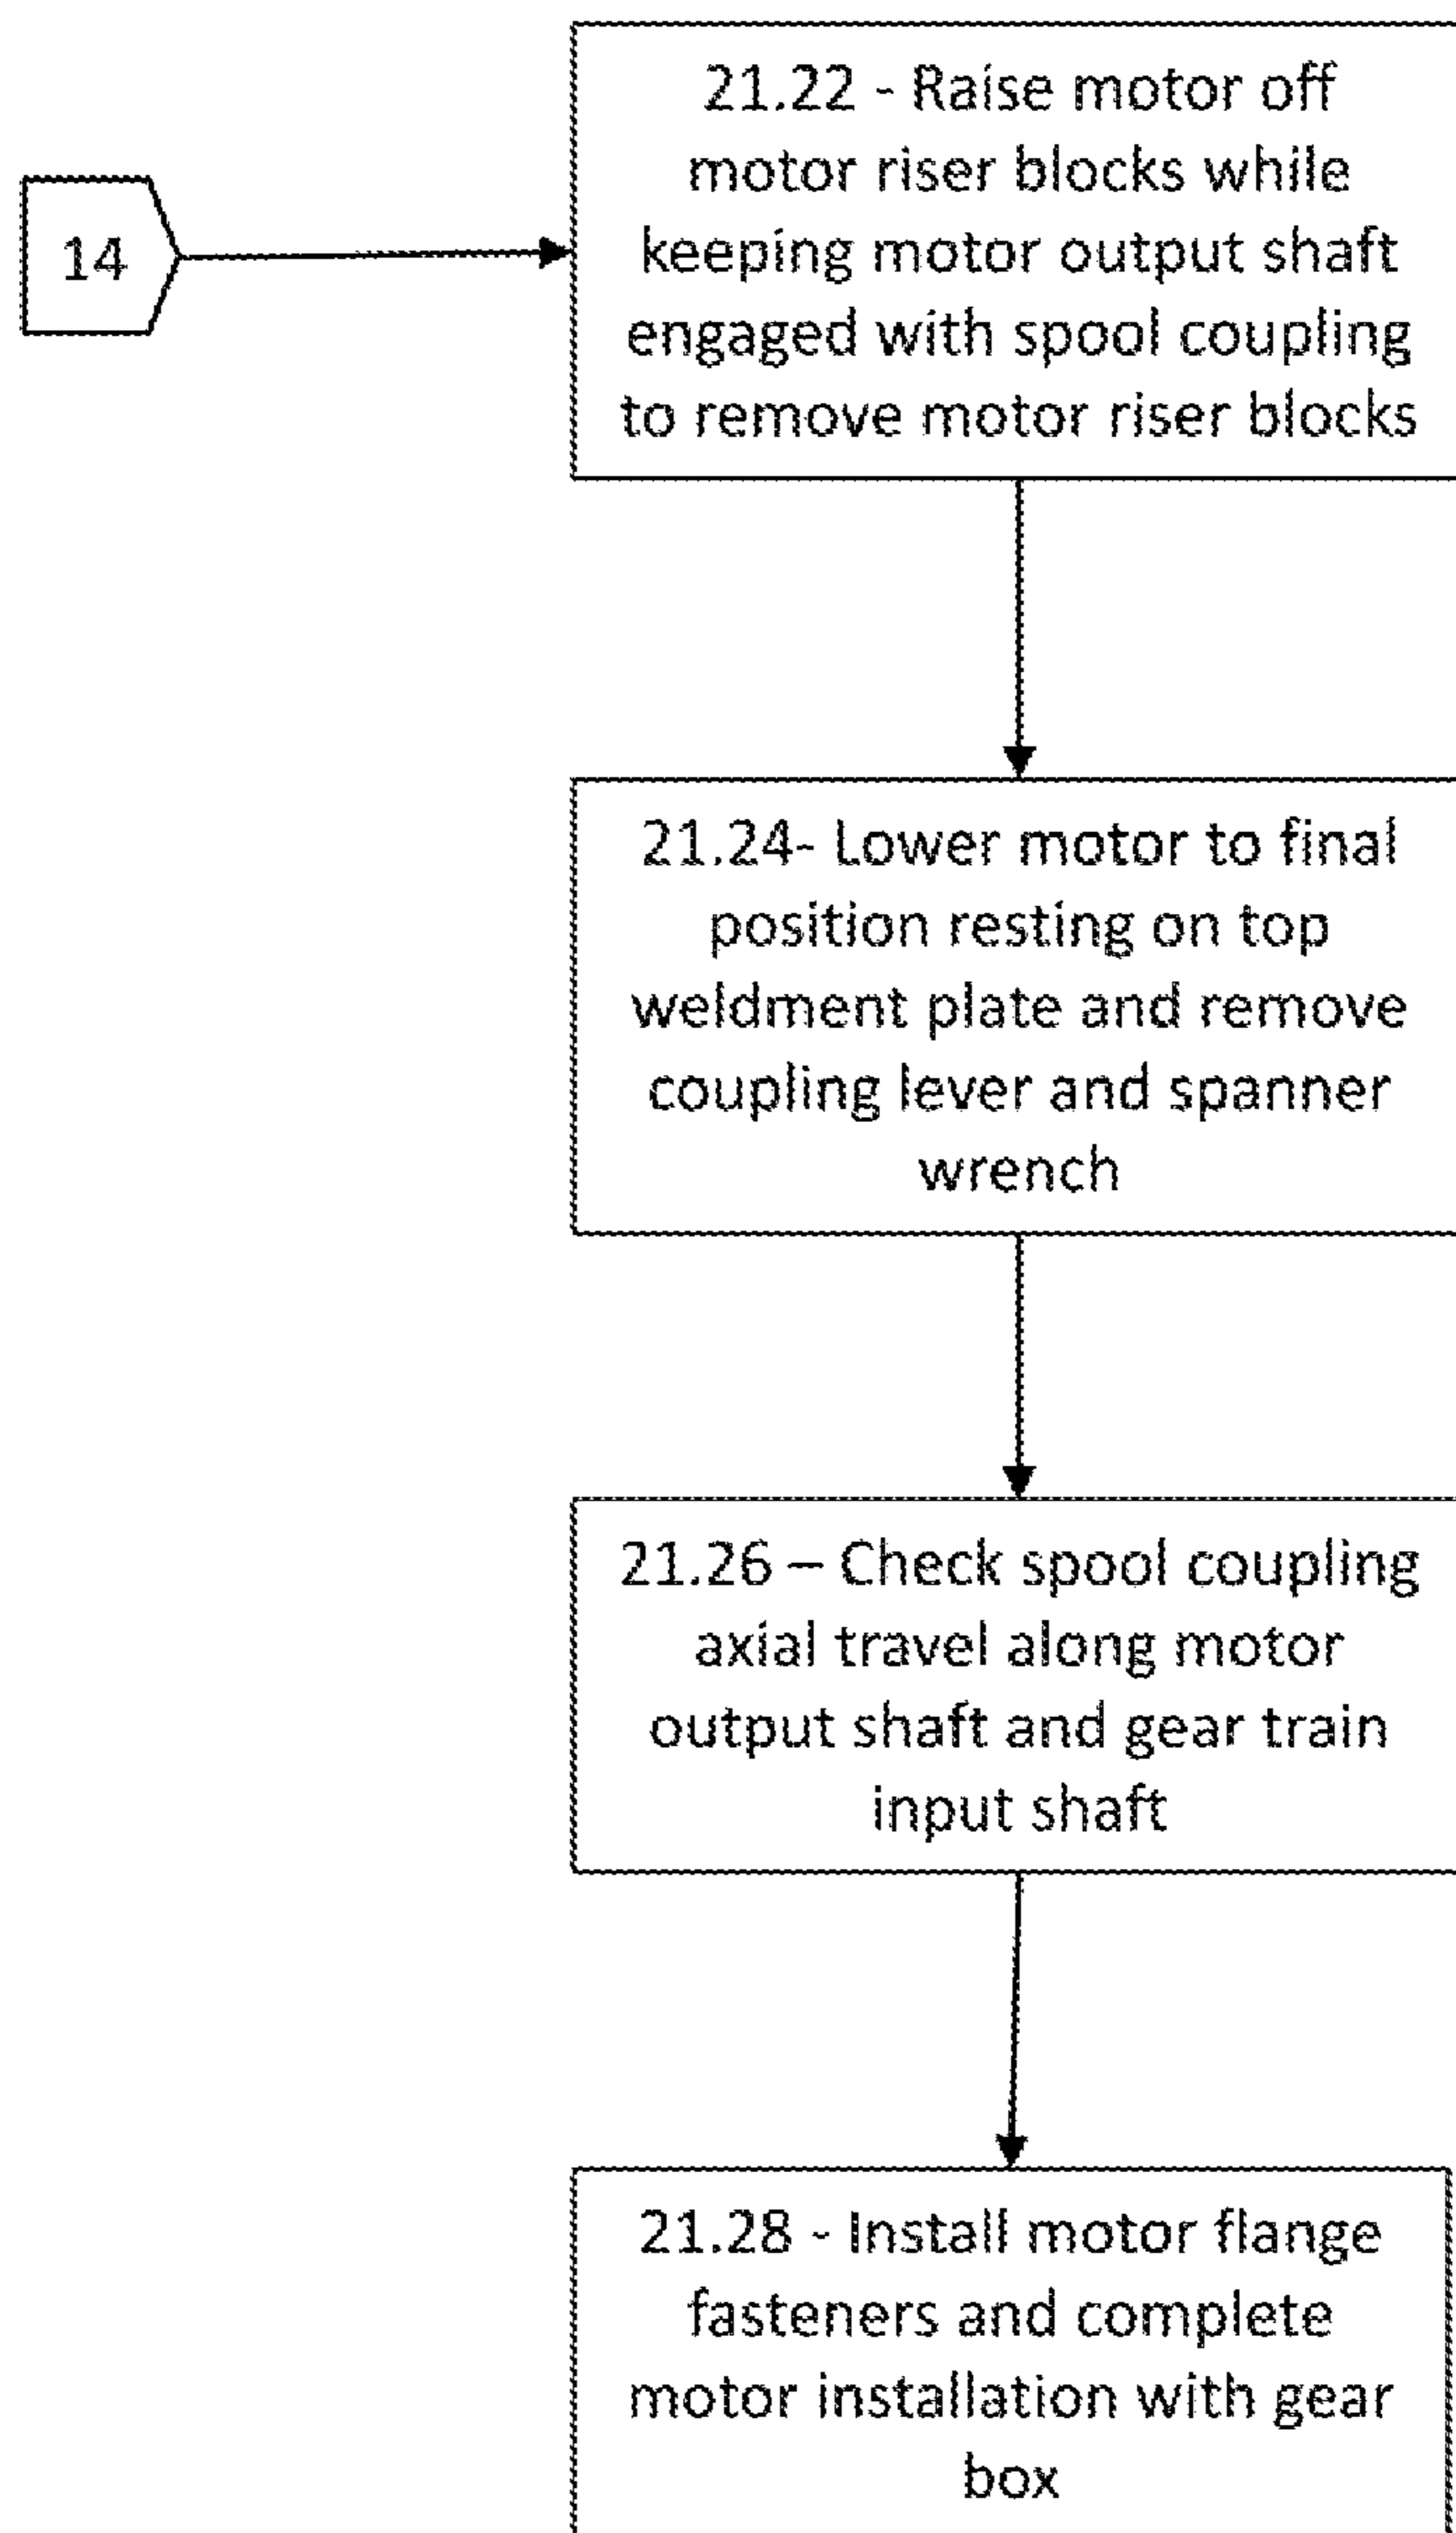 14
21.22 - Raise motor off
motor riser blocks while
keeping motor output shaft
engaged with spool coupling
to remove motor riser blocks
21.24- Lower motor to final
position resting on top
weldment plate and remove
coupling lever and spanner
wrench
21.26 – Check spool coupling
axial travel along motor
output shaft and gear train
input shaft
21.28 - Install motor flange
fasteners and complete
motor installation with gear
box